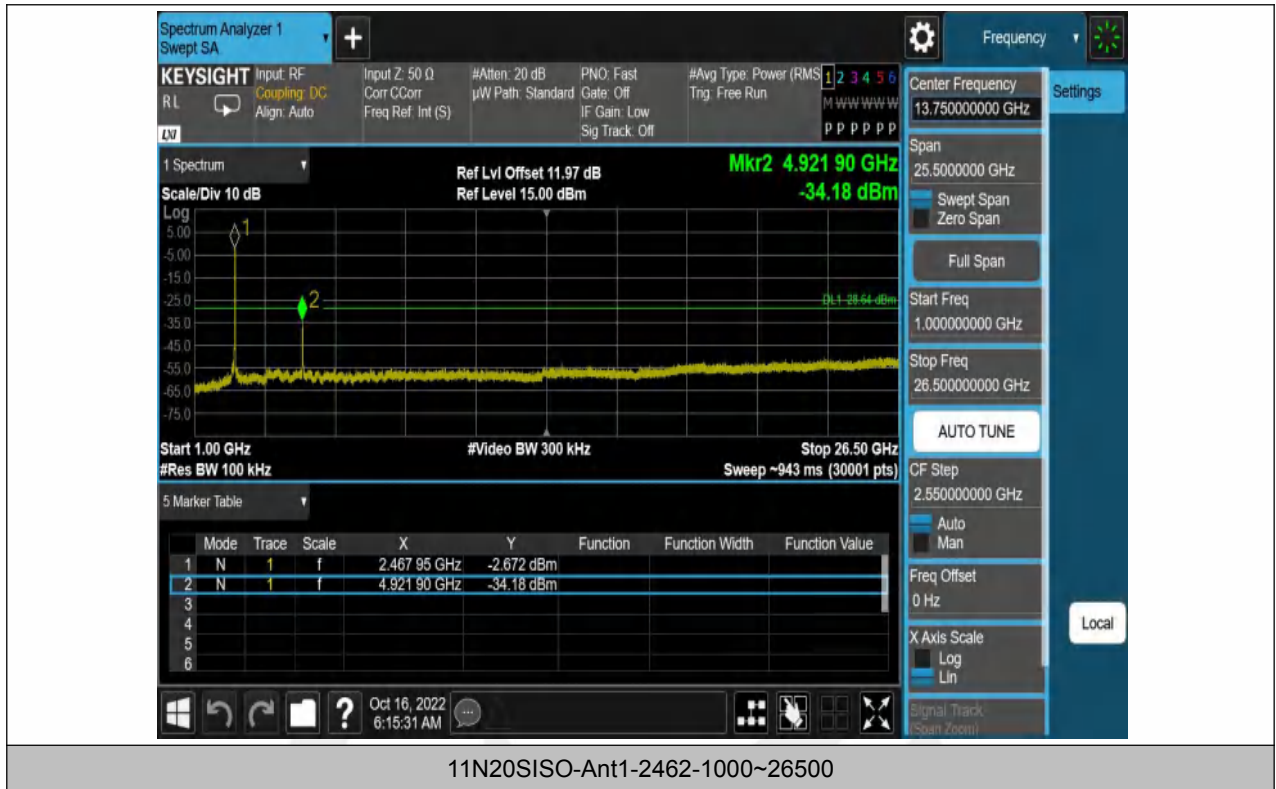 Spectrum Analyzer 1
Swept SA
+
Frequency
KEYSIGHT
RL
LXI
Input: RF
Coupling: DC
Align: Auto
Input Z: 50 Ω
Corr CCorr
Freq Ref: Int (S)
#Atten: 20 dB
µW Path: Standard
PNO: Fast
Gate: Off
IF Gain: Low
Sig Track: Off
#Avg Type: Power (RMS
Trig: Free Run
1 2 3 4 5 6
M W W W W W
P P P P P P
1 Spectrum
Scale/Div 10 dB
Ref Lvl Offset 11.97 dB
Ref Level 15.00 dBm
Mkr2 4.921 90 GHz
-34.18 dBm
Log
5.00
-5.00
-15.0
-25.0
-35.0
-45.0
-55.0
-65.0
-75.0
1
2
DL1 -28.64 dBm
Start 1.00 GHz
#Video BW 300 kHz
Stop 26.50 GHz
#Res BW 100 kHz
Sweep ~943 ms (30001 pts)
5 Marker Table
Mode Trace Scale X Y Function Function Width Function Value
1 N 1 f 2.467 95 GHz -2.672 dBm
2 N 1 f 4.921 90 GHz -34.18 dBm
3
4
5
6
?
Oct 16, 2022
6:15:31 AM
Center Frequency
13.750000000 GHz
Span
25.5000000 GHz
Swept Span
Zero Span
Full Span
Start Freq
1.000000000 GHz
Stop Freq
26.500000000 GHz
AUTO TUNE
CF Step
2.550000000 GHz
Auto
Man
Freq Offset
0 Hz
X Axis Scale
Log
Lin
Signal Track
(Span Zoom)
Settings
Local
11N20SISO-Ant1-2462-1000~26500